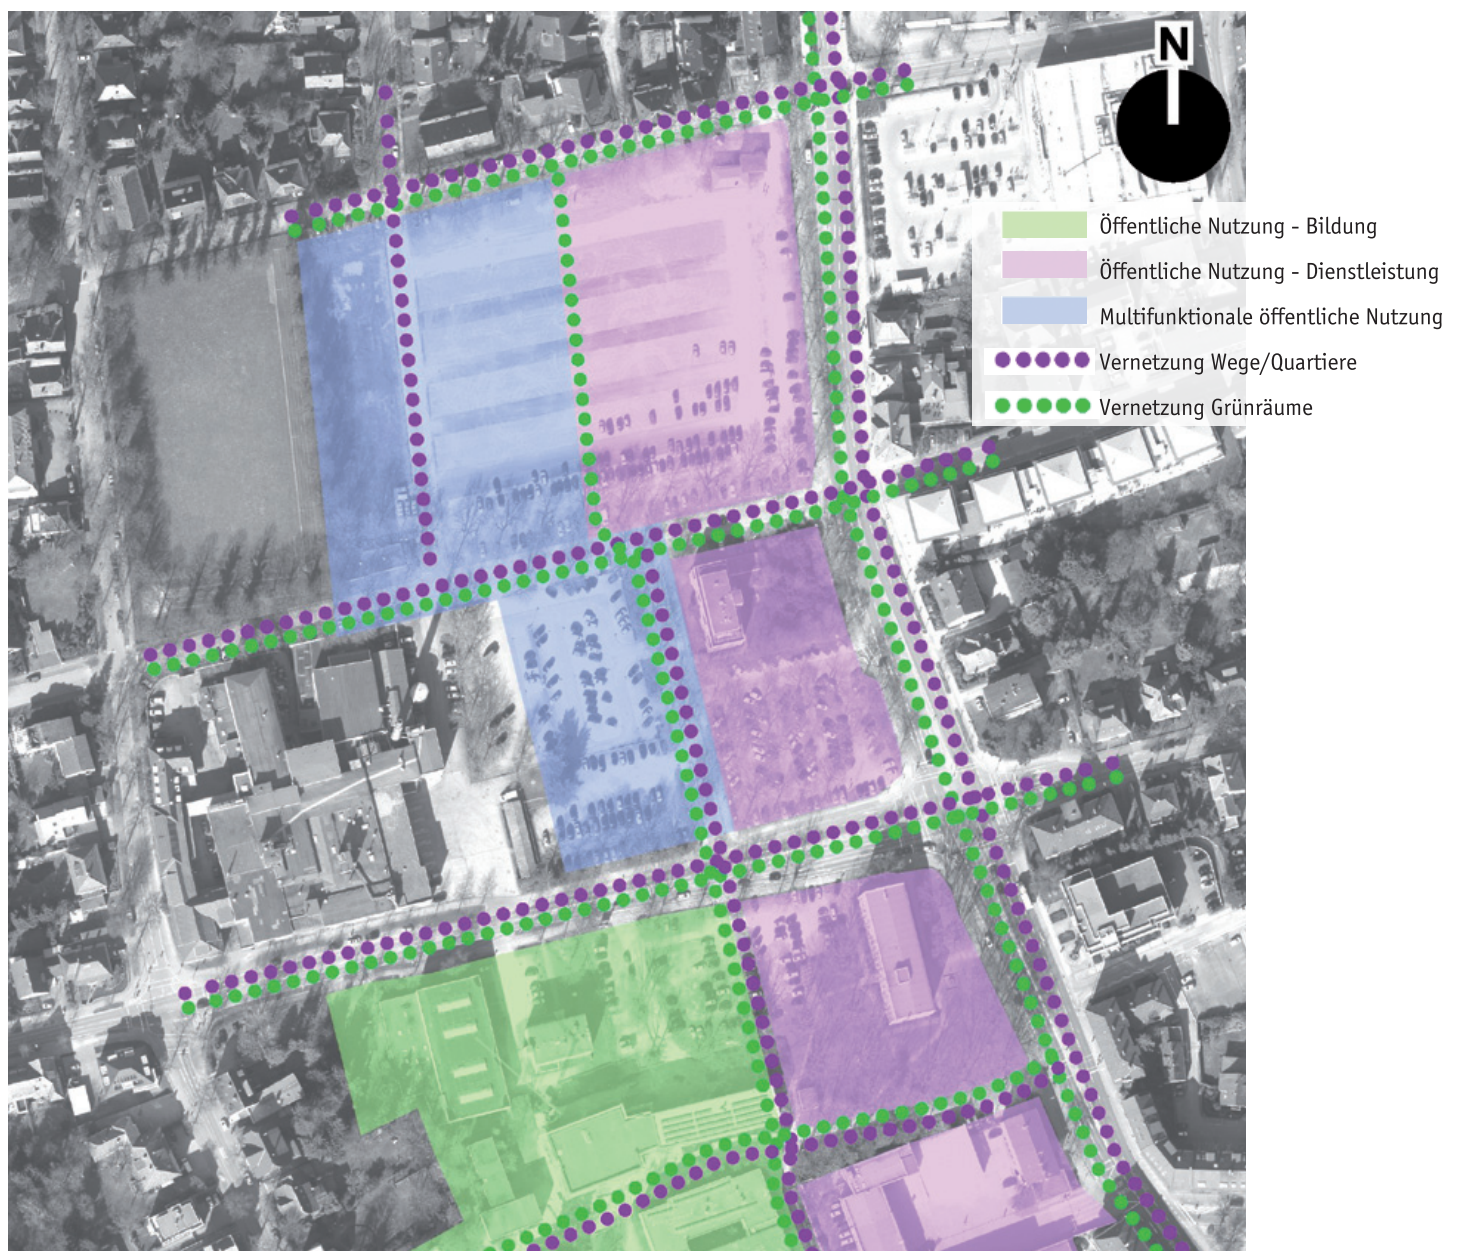 N
Öffentliche Nutzung - Bildung
Öffentliche Nutzung - Dienstleistung
Multifunktionale öffentliche Nutzung
Vernetzung Wege/Quartiere
Vernetzung Grünräume